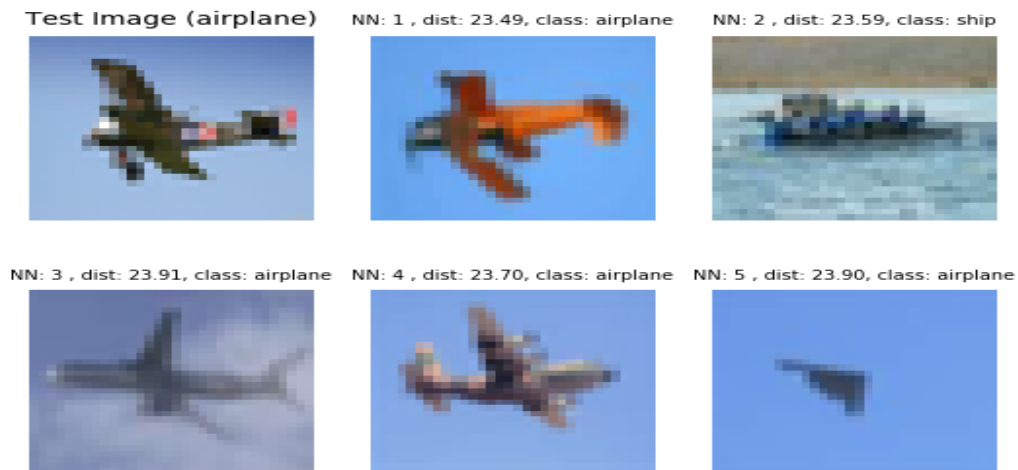 Test Image (airplane)
NN: 1 , dist: 23.49, class: airplane
NN: 2 , dist: 23.59, class: ship
NN: 3 , dist: 23.91, class: airplane
NN: 4 , dist: 23.70, class: airplane
NN: 5 , dist: 23.90, class: airplane